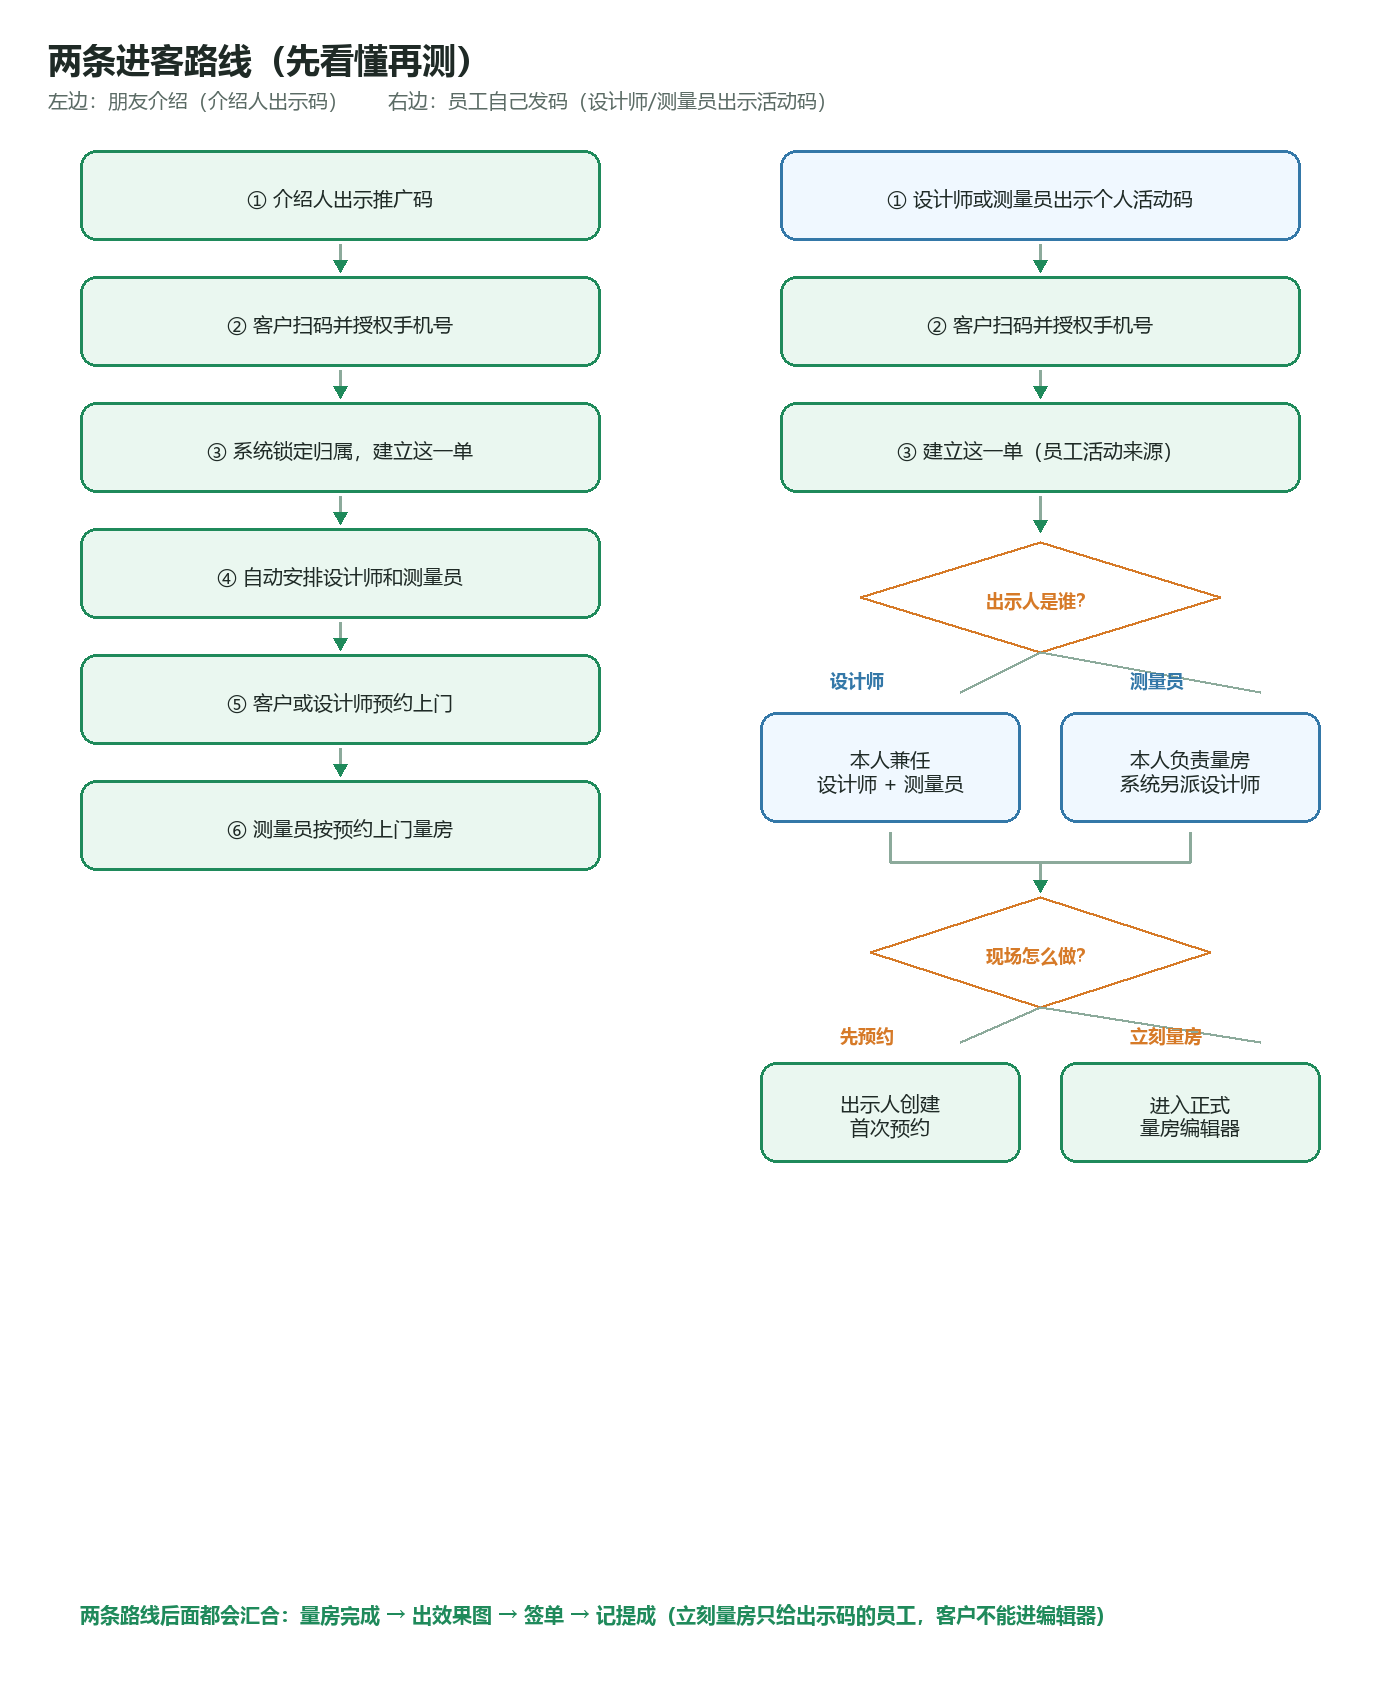 两条进客路线（先看懂再测）
左边：朋友介绍（介绍人出示码）
右边：员工自己发码（设计师/测量员出示活动码）
① 介绍人出示推广码
② 客户扫码并授权手机号
③ 系统锁定归属，建立这一单
④ 自动安排设计师和测量员
⑤ 客户或设计师预约上门
⑥ 测量员按预约上门量房
① 设计师或测量员出示个人活动码
② 客户扫码并授权手机号
③ 建立这一单（员工活动来源）
出示人是谁？
设计师
测量员
本人兼任
设计师 + 测量员
本人负责量房
系统另派设计师
现场怎么做？
先预约
立刻量房
出示人创建
首次预约
进入正式
量房编辑器
两条路线后面都会汇合：量房完成 → 出效果图 → 签单 → 记提成（立刻量房只给出示码的员工，客户不能进编辑器）